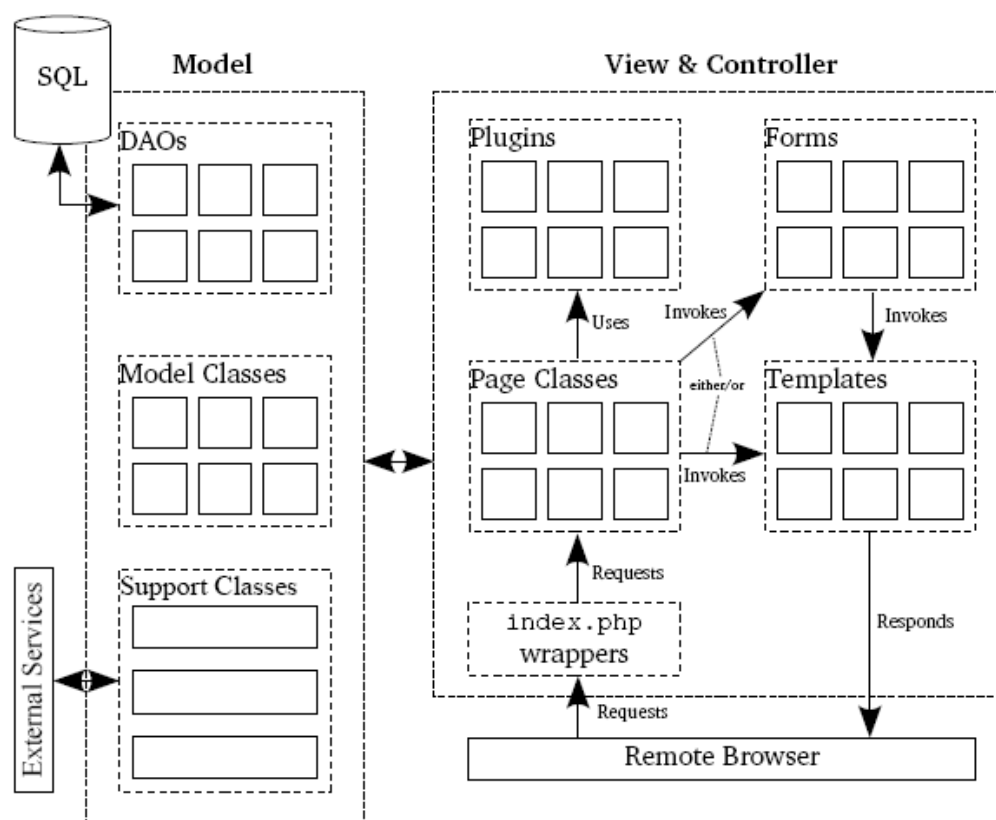 SQL
Model
View & Controller
DAOs
Plugins
Forms
Uses
Invokes
Invokes
Model Classes
Page Classes
either/or
Templates
Invokes
Support Classes
Requests
External Services
index.php
wrappers
Responds
Requests
Remote Browser